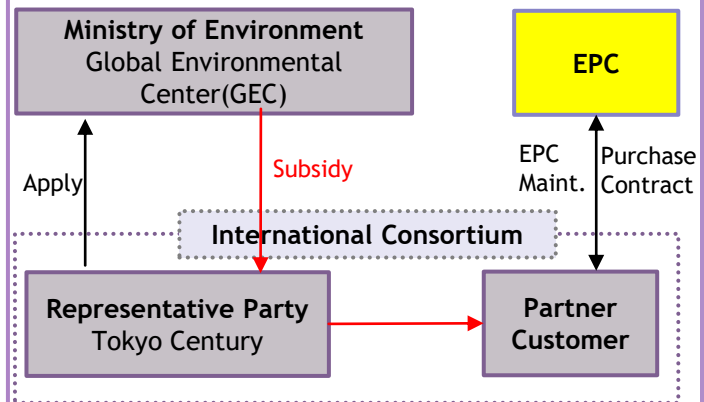 Ministry of Environment
Global Environmental
Center(GEC)
EPC
Apply
Subsidy
EPC
Maint.
Purchase
Contract
International Consortium
Representative Party
Tokyo Century
Partner
Customer